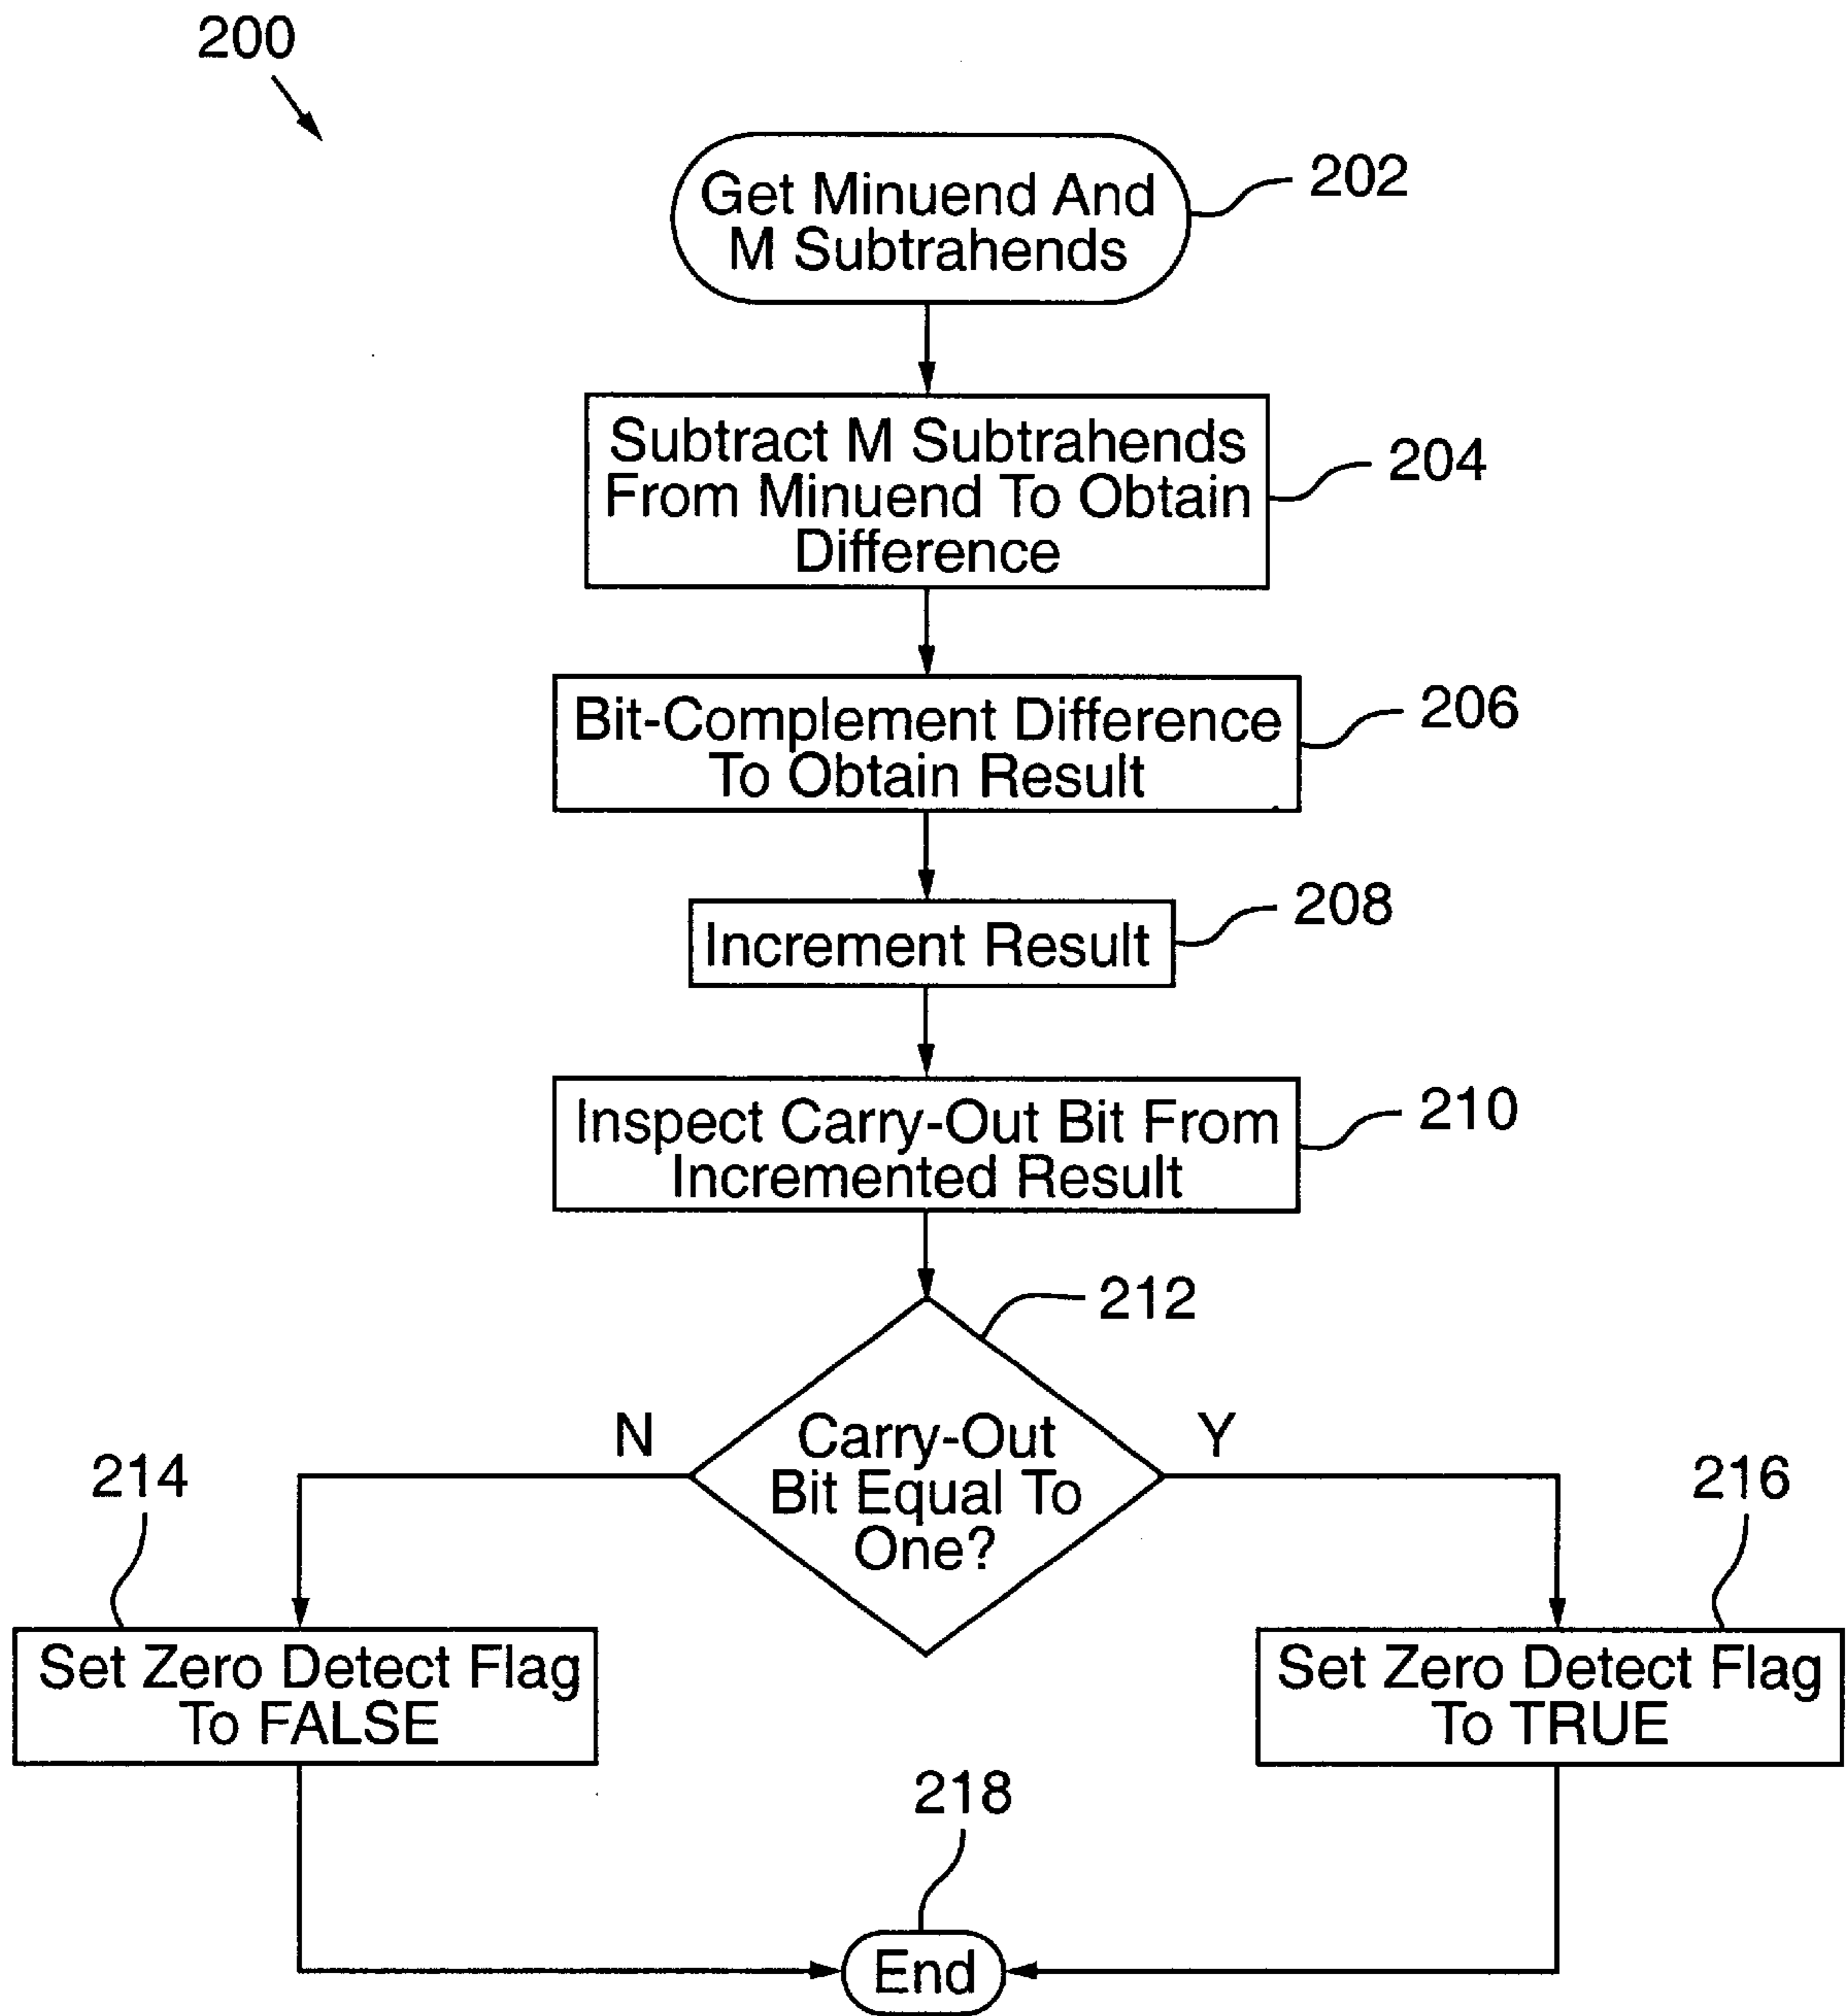 200
Get Minuend And
M Subtrahends
202
Subtract M Subtrahends
From Minuend To Obtain
Difference
204
Bit-Complement Difference
To Obtain Result
206
Increment Result
208
Inspect Carry-Out Bit From
Incremented Result
210
212
Carry-Out
Bit Equal To
One?
N
Y
214
216
Set Zero Detect Flag
To FALSE
Set Zero Detect Flag
To TRUE
218
End